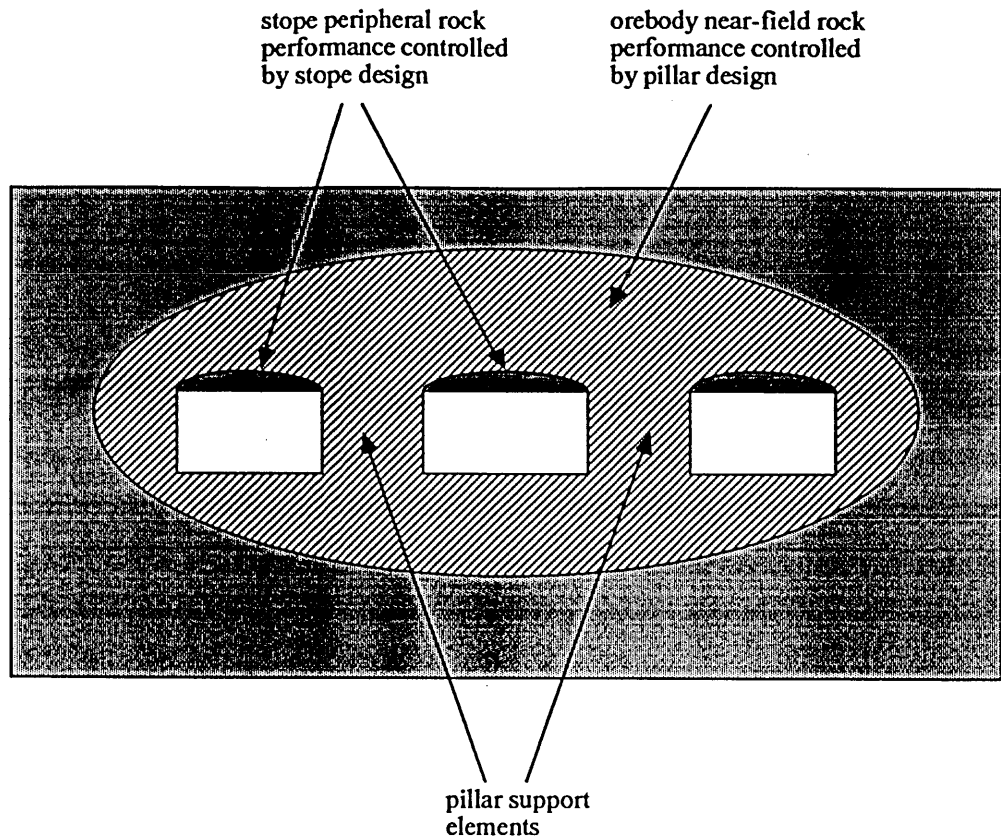 stope peripheral rock
performance controlled
by stope design
orebody near-field rock
performance controlled
by pillar design
pillar support
elements